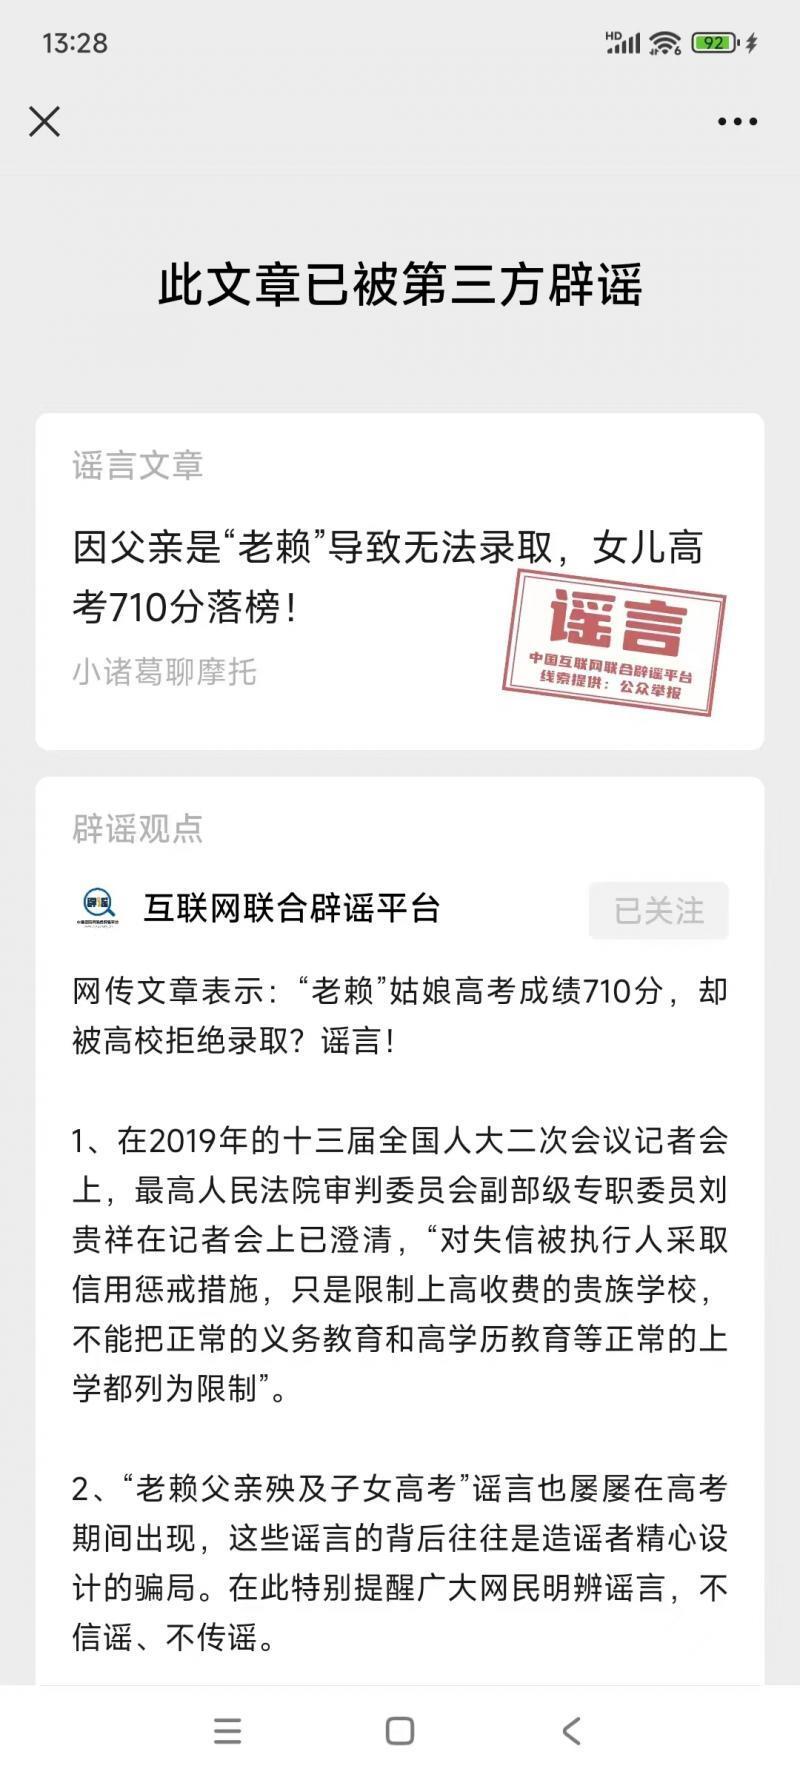 13:28
HD
6
92
此文章已被第三方辟谣
谣言文章
因父亲是“老赖”导致无法录取，女儿高
考710分落榜！
小诸葛聊摩托
谣言
中国互联网联合辟谣平台
线索提供：公众举报
辟谣观点
辟谣
互联网联合辟谣平台
已关注
网传文章表示：“老赖”姑娘高考成绩710分，却
被高校拒绝录取？谣言！
1、在2019年的十三届全国人大二次会议记者会
上，最高人民法院审判委员会副部级专职委员刘
贵祥在记者会上已澄清，“对失信被执行人采取
信用惩戒措施，只是限制上高收费的贵族学校，
不能把正常的义务教育和高学历教育等正常的上
学都列为限制”。
2、“老赖父亲殃及子女高考”谣言也屡屡在高考
期间出现，这些谣言的背后往往是造谣者精心设
计的骗局。在此特别提醒广大网民明辨谣言，不
信谣、不传谣。